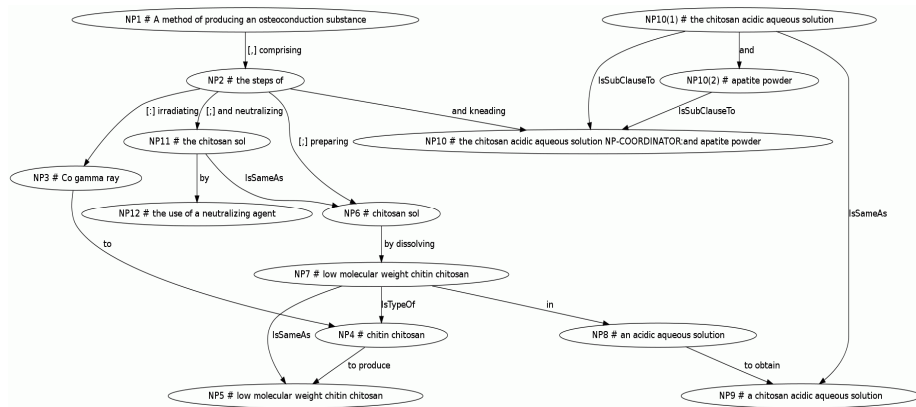 NP1 # A method of producing an osteoconduction substance
NP10(1) # the chitosan acidic aqueous solution
[,] comprising
and
NP2 # the steps of
IsSubClauseTo
NP10(2) # apatite powder
[:] irradiating
[;] and neutralizing
and kneading
IsSubClauseTo
NP11 # the chitosan sol
[;] preparing
NP10 # the chitosan acidic aqueous solution NP-COORDINATOR:and apatite powder
NP3 # Co gamma ray
by
IsSameAs
NP12 # the use of a neutralizing agent
NP6 # chitosan sol
IsSameAs
to
by dissolving
NP7 # low molecular weight chitin chitosan
IsTypeOf
in
IsSameAs
NP4 # chitin chitosan
NP8 # an acidic aqueous solution
to produce
to obtain
NP5 # low molecular weight chitin chitosan
NP9 # a chitosan acidic aqueous solution